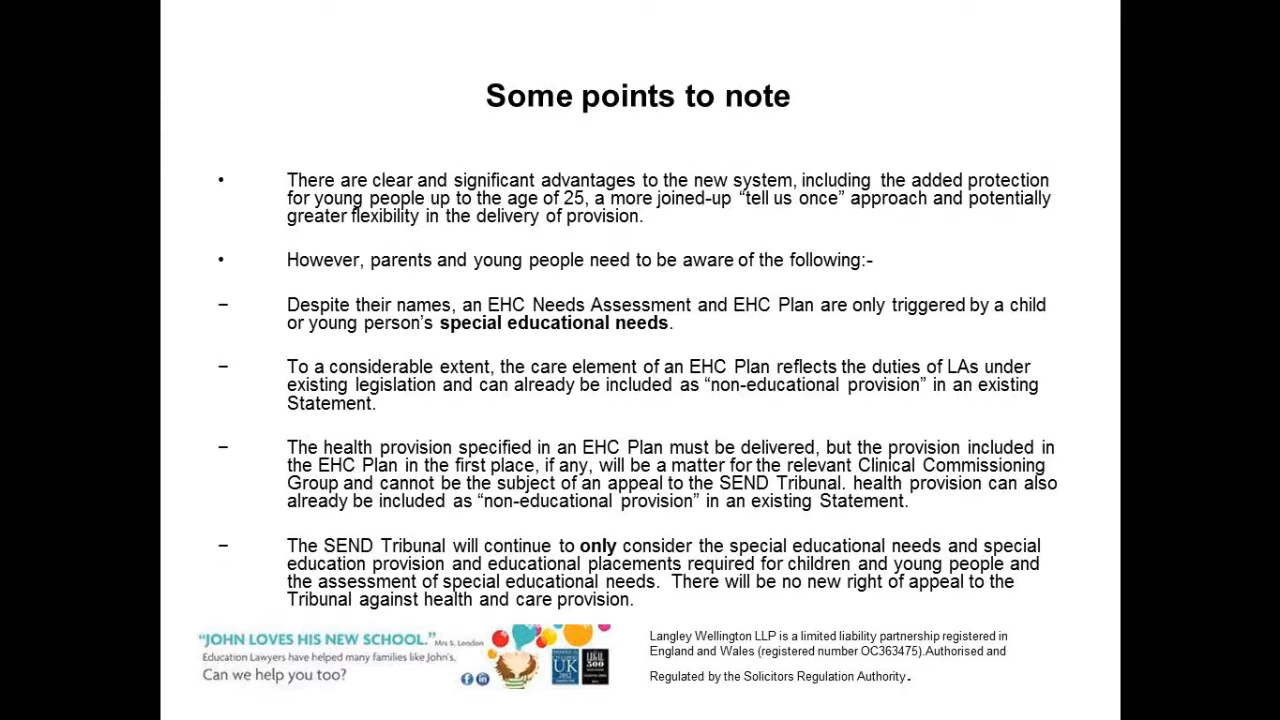 Some points to note
• There are clear and significant advantages to the new system, including the added protection
for young people up to the age of 25, a more joined-up “tell us once” approach and potentially
greater flexibility in the delivery of provision.
• However, parents and young people need to be aware of the following:-
– Despite their names, an EHC Needs Assessment and EHC Plan are only triggered by a child
or young person’s special educational needs.
– To a considerable extent, the care element of an EHC Plan reflects the duties of LAs under
existing legislation and can already be included as “non-educational provision” in an existing
Statement.
– The health provision specified in an EHC Plan must be delivered, but the provision included in
the EHC Plan in the first place, if any, will be a matter for the relevant Clinical Commissioning
Group and cannot be the subject of an appeal to the SEND Tribunal. health provision can also
already be included as “non-educational provision” in an existing Statement.
– The SEND Tribunal will continue to only consider the special educational needs and special
education provision and educational placements required for children and young people and
the assessment of special educational needs. There will be no new right of appeal to the
Tribunal against health and care provision.
“JOHN LOVES HIS NEW SCHOOL.” Mrs S, London
Education Lawyers have helped many families like John’s,
Can we help you too?
UK
2012
500
Langley Wellington LLP is a limited liability partnership registered in
England and Wales (registered number OC363475).Authorised and
Regulated by the Solicitors Regulation Authority.